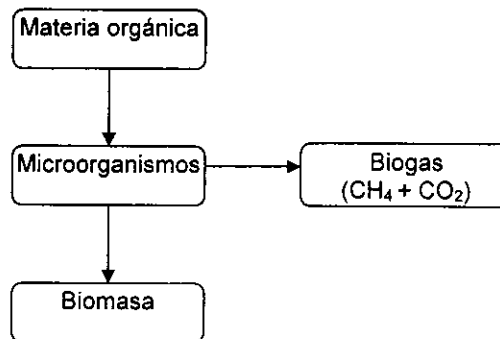 Materia orgánica
Microorganismos
Biogas
(CH₄ + CO₂)
Biomasa